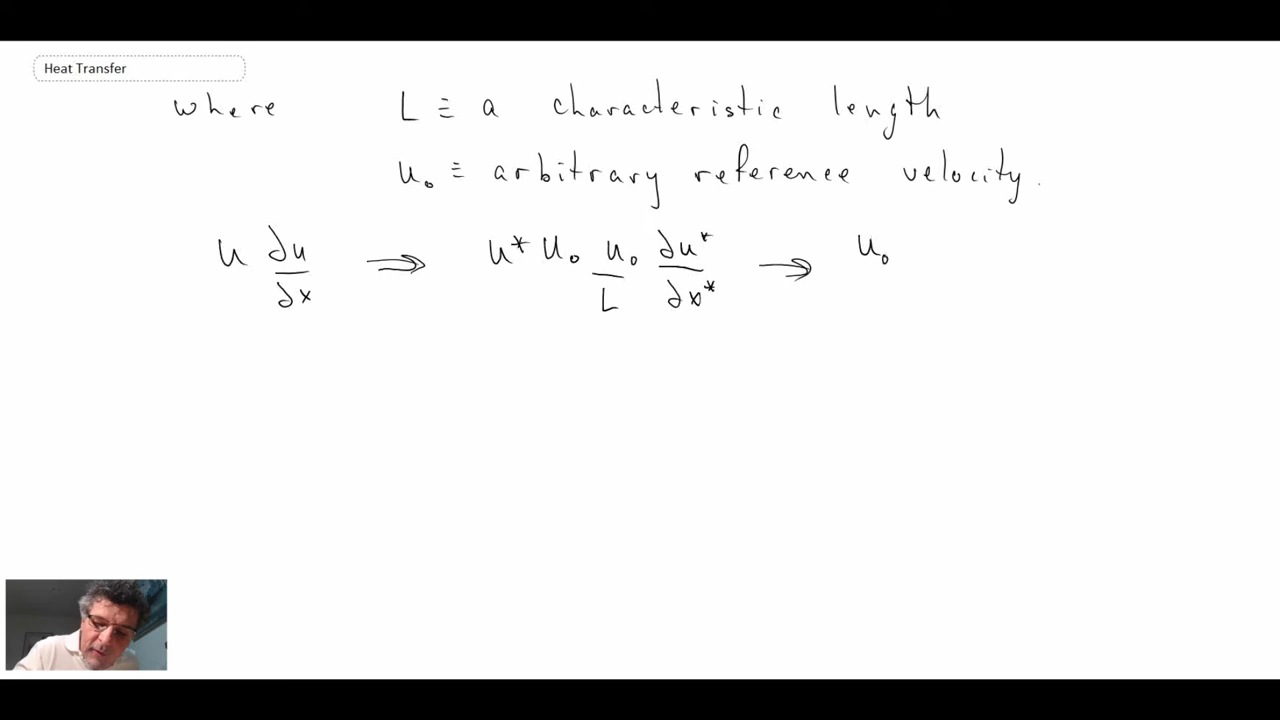 Heat Transfer
where L ≡ a characteristic length
u₀ ≡ arbitrary reference velocity.
u ∂u/∂x ⇒ u* u₀ u₀/L ∂u*/∂x* ⇒ u₀